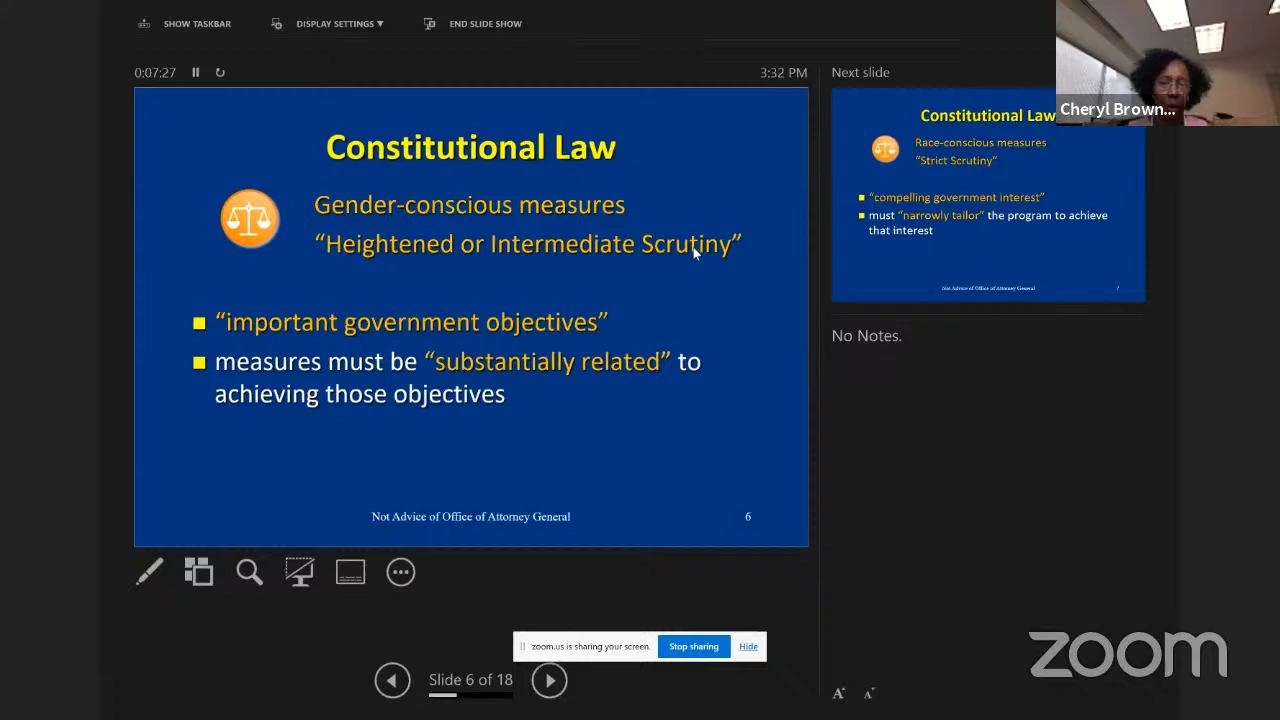 SHOW TASKBAR
DISPLAY SETTINGS ▼
END SLIDE SHOW
0:07:27
3:32 PM
Constitutional Law
Gender-conscious measures
“Heightened or Intermediate Scrutiny”
■ “important government objectives”
■ measures must be “substantially related” to
achieving those objectives
Not Advice of Office of Attorney General
6
Next slide
Cheryl Brown...
Constitutional Law
Race-conscious measures
“Strict Scrutiny”
■ “compelling government interest”
■ must “narrowly tailor” the program to achieve
that interest
Not Advice of Office of Attorney General
7
No Notes.
zoom.us is sharing your screen.
Stop sharing
Hide
Slide 6 of 18
zoom
A A